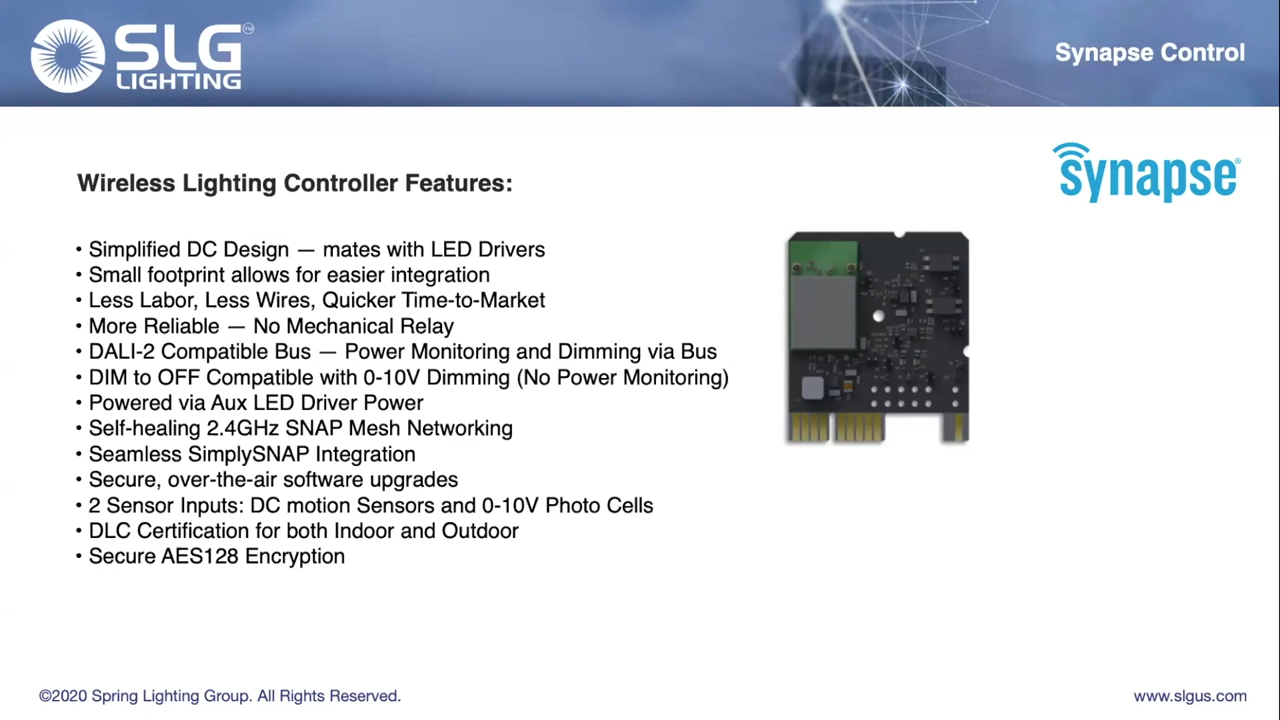 SLG™
LIGHTING
Synapse Control
synapse®
Wireless Lighting Controller Features:
• Simplified DC Design — mates with LED Drivers
• Small footprint allows for easier integration
• Less Labor, Less Wires, Quicker Time-to-Market
• More Reliable — No Mechanical Relay
• DALI-2 Compatible Bus — Power Monitoring and Dimming via Bus
• DIM to OFF Compatible with 0-10V Dimming (No Power Monitoring)
• Powered via Aux LED Driver Power
• Self-healing 2.4GHz SNAP Mesh Networking
• Seamless SimplySNAP Integration
• Secure, over-the-air software upgrades
• 2 Sensor Inputs: DC motion Sensors and 0-10V Photo Cells
• DLC Certification for both Indoor and Outdoor
• Secure AES128 Encryption
©2020 Spring Lighting Group. All Rights Reserved.
www.slgus.com